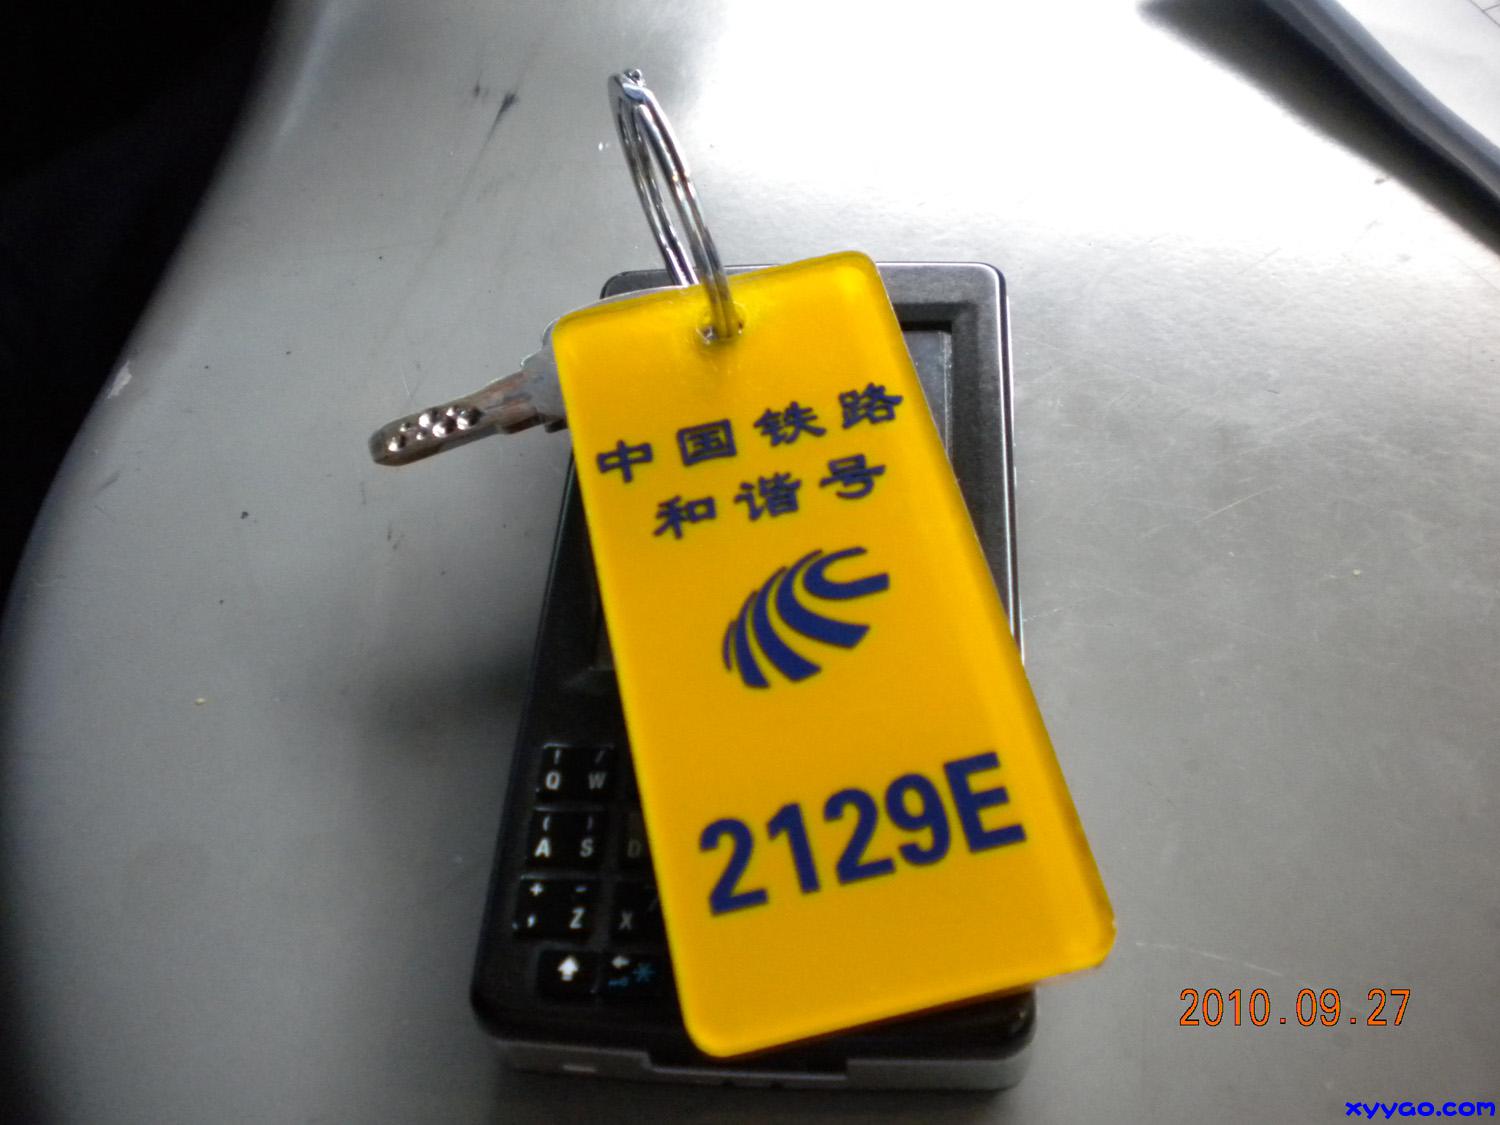 中国铁路
和谐号
2129E
! /
Q W
( )
A S D
+ -
, Z X
2010.09.27
xyyao.com